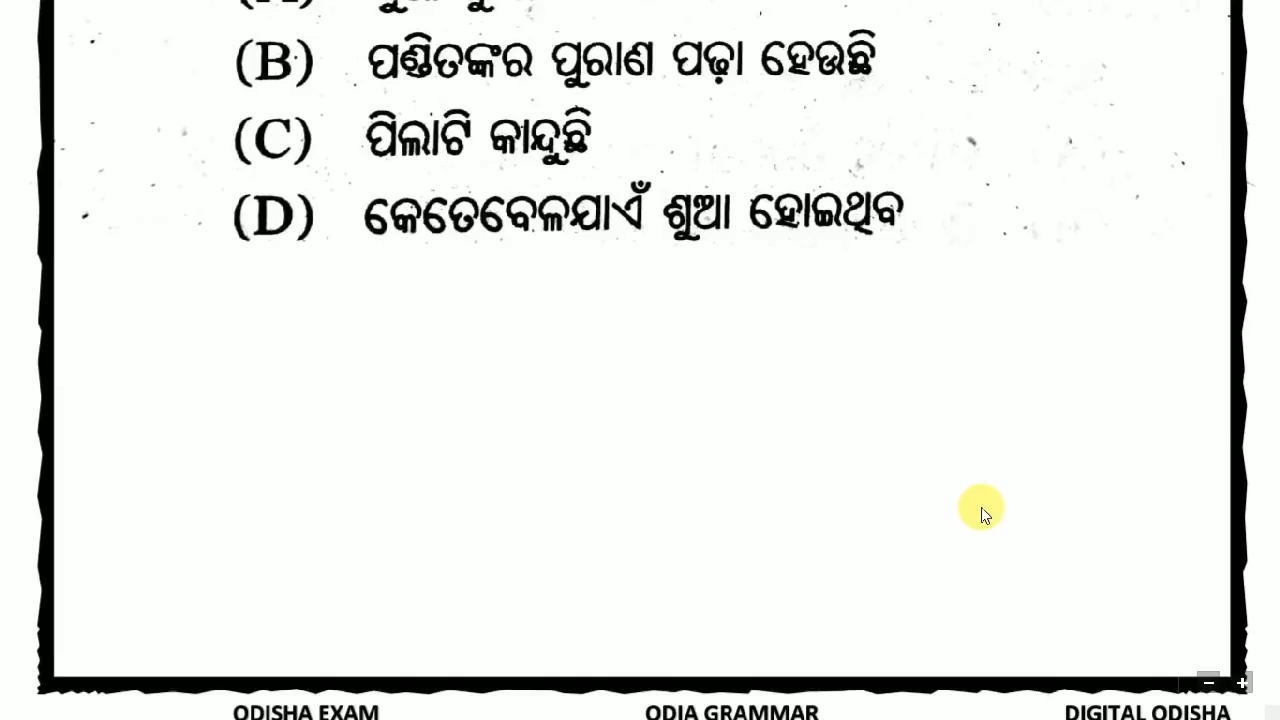 (B) ପଣ୍ଡିତଙ୍କର ପୁରାଣ ପଢ଼ା ହେଉଛି
(C) ପିଲାଟି କାନ୍ଦୁଛି
(D) କେତେବେଳଯାଏଁ ଶୁଆ ହୋଇଥିବ
ODISHA EXAM ODIA GRAMMAR DIGITAL ODISHA